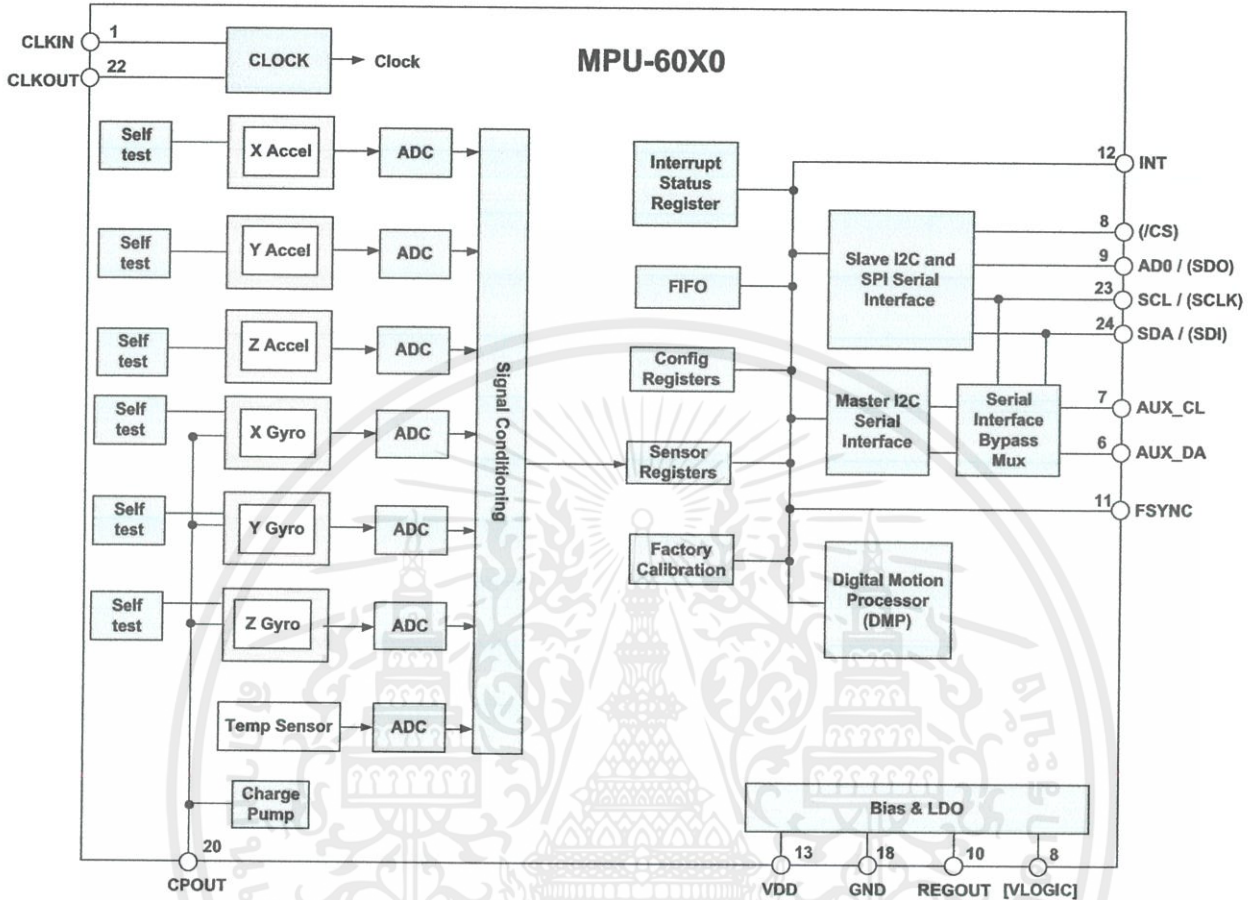 MPU-60X0
CLKIN
1
CLKOUT
22
CLOCK
Clock
Self
test
X Accel
ADC
Self
test
Y Accel
ADC
Self
test
Z Accel
ADC
Self
test
X Gyro
ADC
Self
test
Y Gyro
ADC
Self
test
Z Gyro
ADC
Temp Sensor
ADC
Charge
Pump
20
CPOUT
Signal Conditioning
Interrupt
Status
Register
FIFO
Config
Registers
Sensor
Registers
Factory
Calibration
Slave I2C and
SPI Serial
Interface
Master I2C
Serial
Interface
Serial
Interface
Bypass
Mux
Digital Motion
Processor
(DMP)
12
INT
8
(/CS)
9
AD0 / (SDO)
23
SCL / (SCLK)
24
SDA / (SDI)
7
AUX_CL
6
AUX_DA
11
FSYNC
Bias & LDO
13
VDD
18
GND
10
REGOUT
8
[VLOGIC]